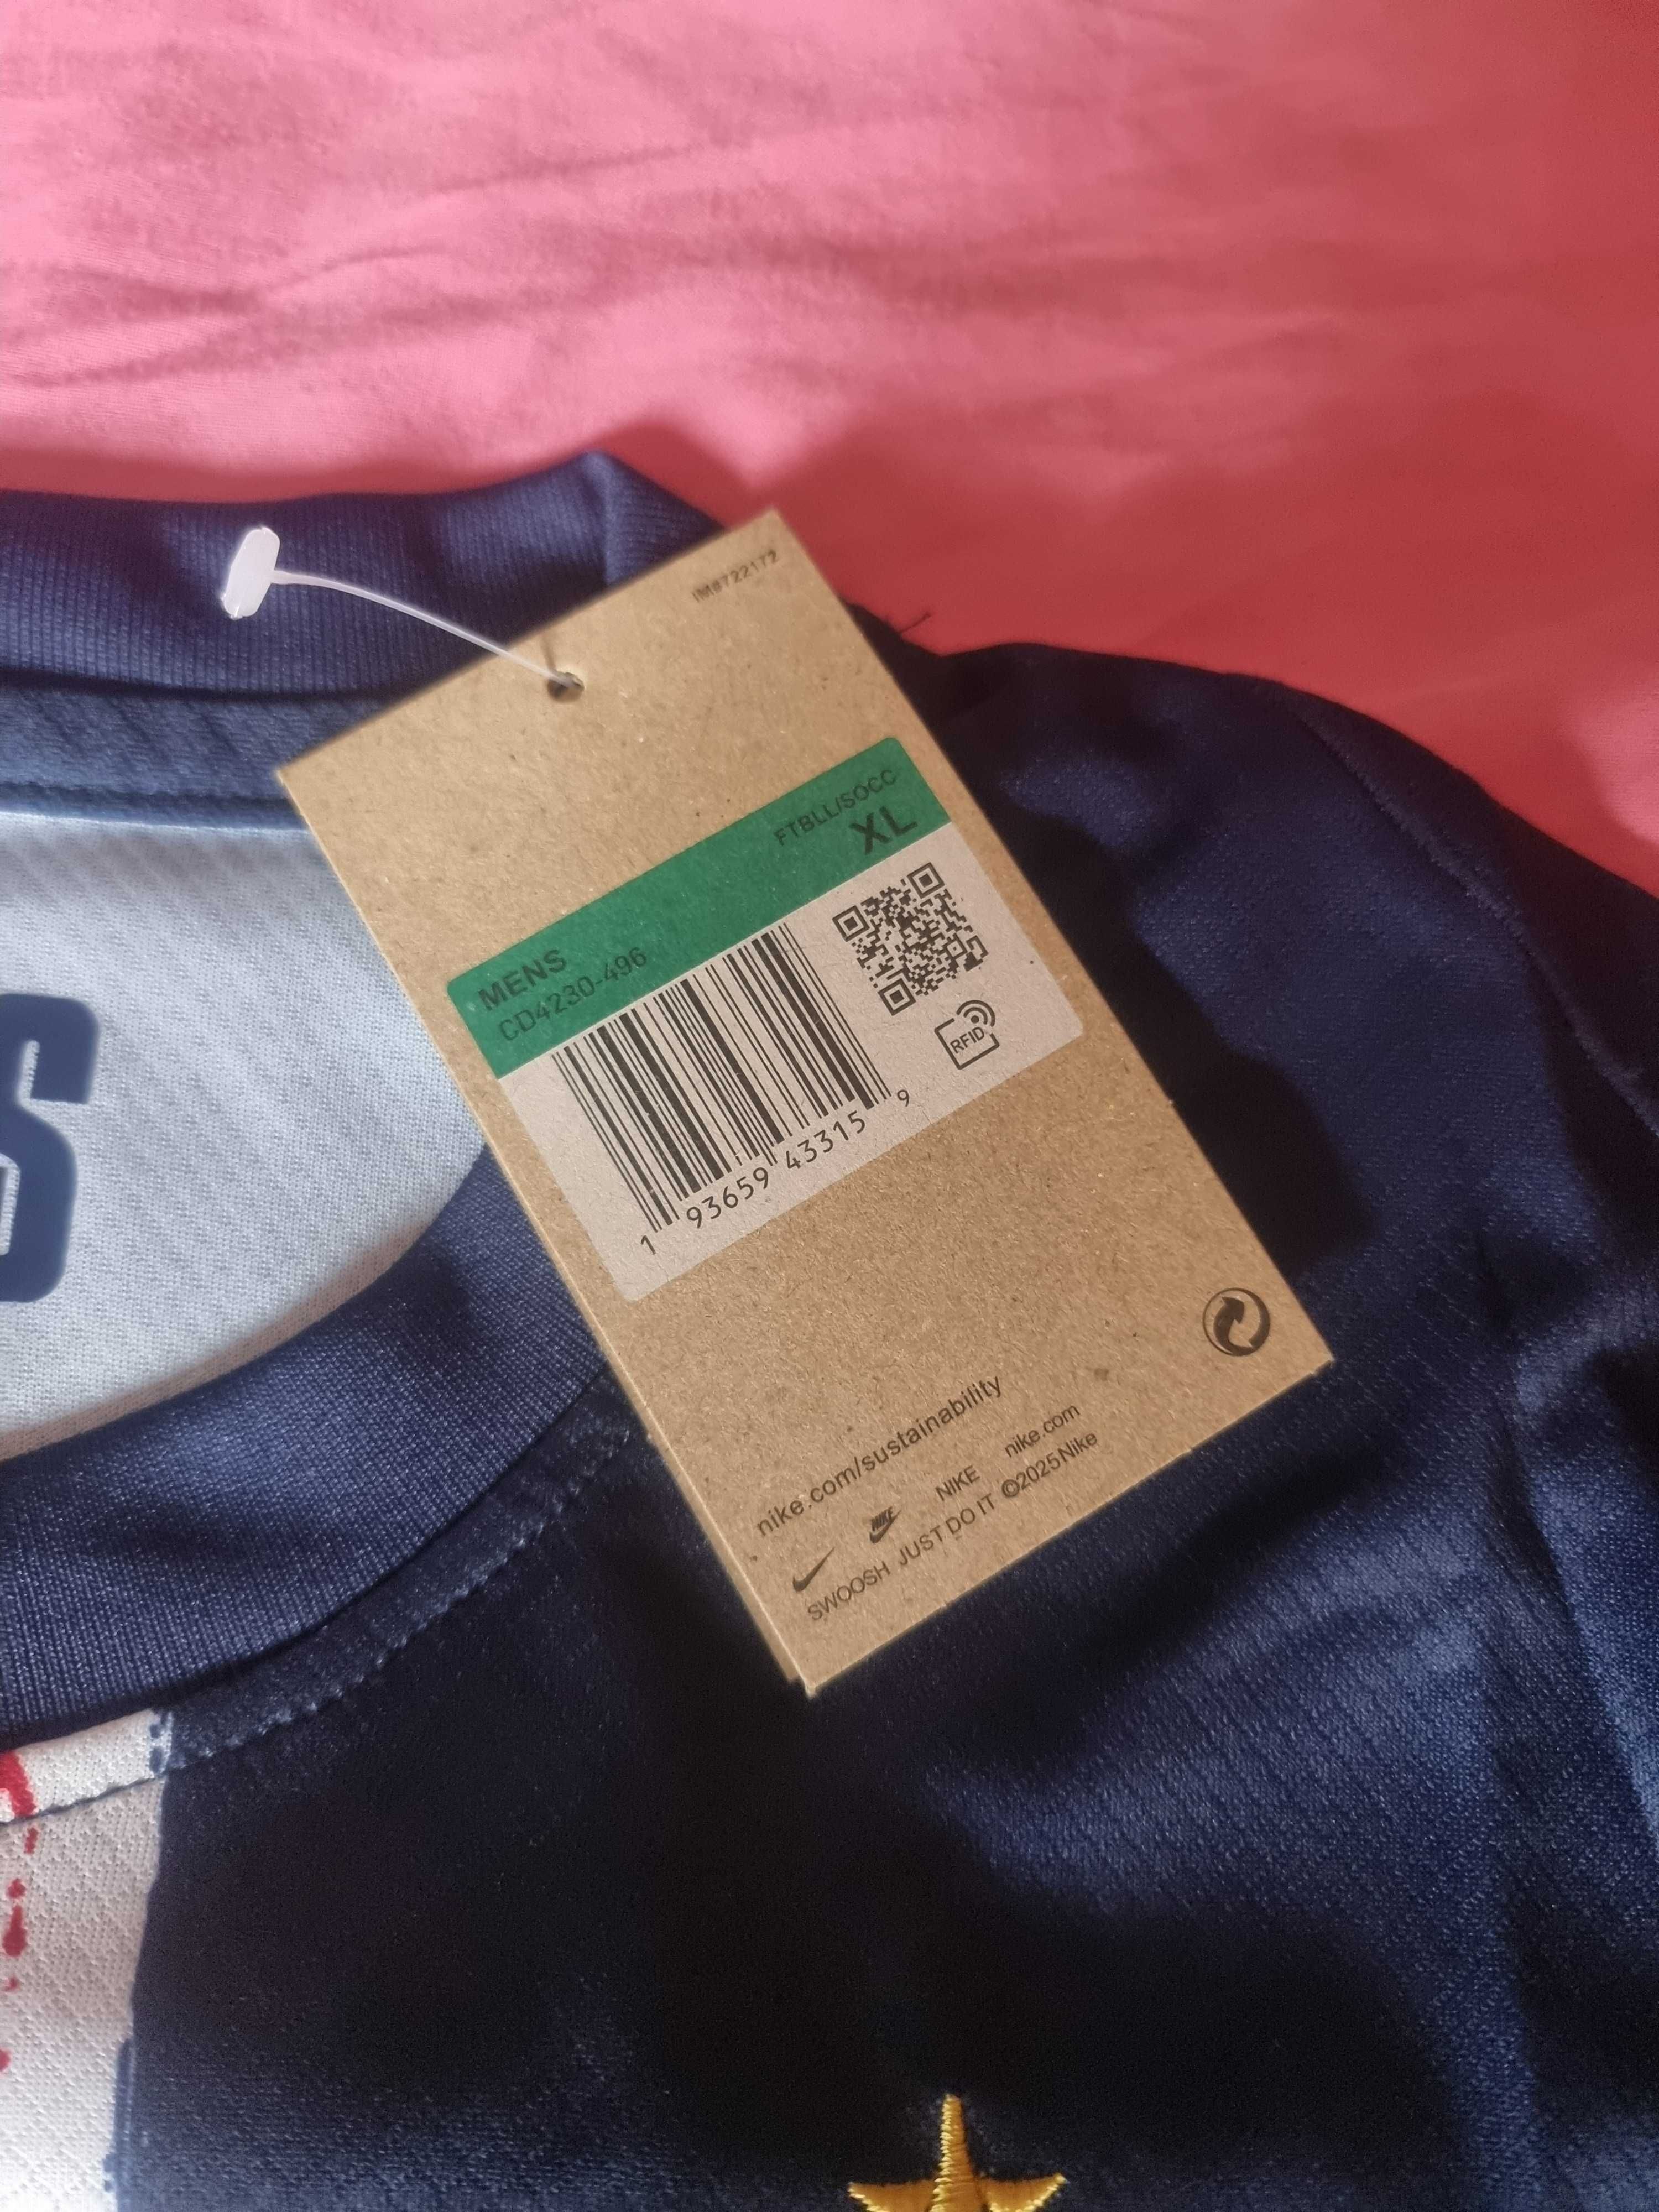 IM8722172
FTBLL/SOCC
MENS XL
CD4230-496
RFID
1 93659 43315 9
nike.com/sustainability
NIKE nike.com
SWOOSH JUST DO IT ©2025Nike
S